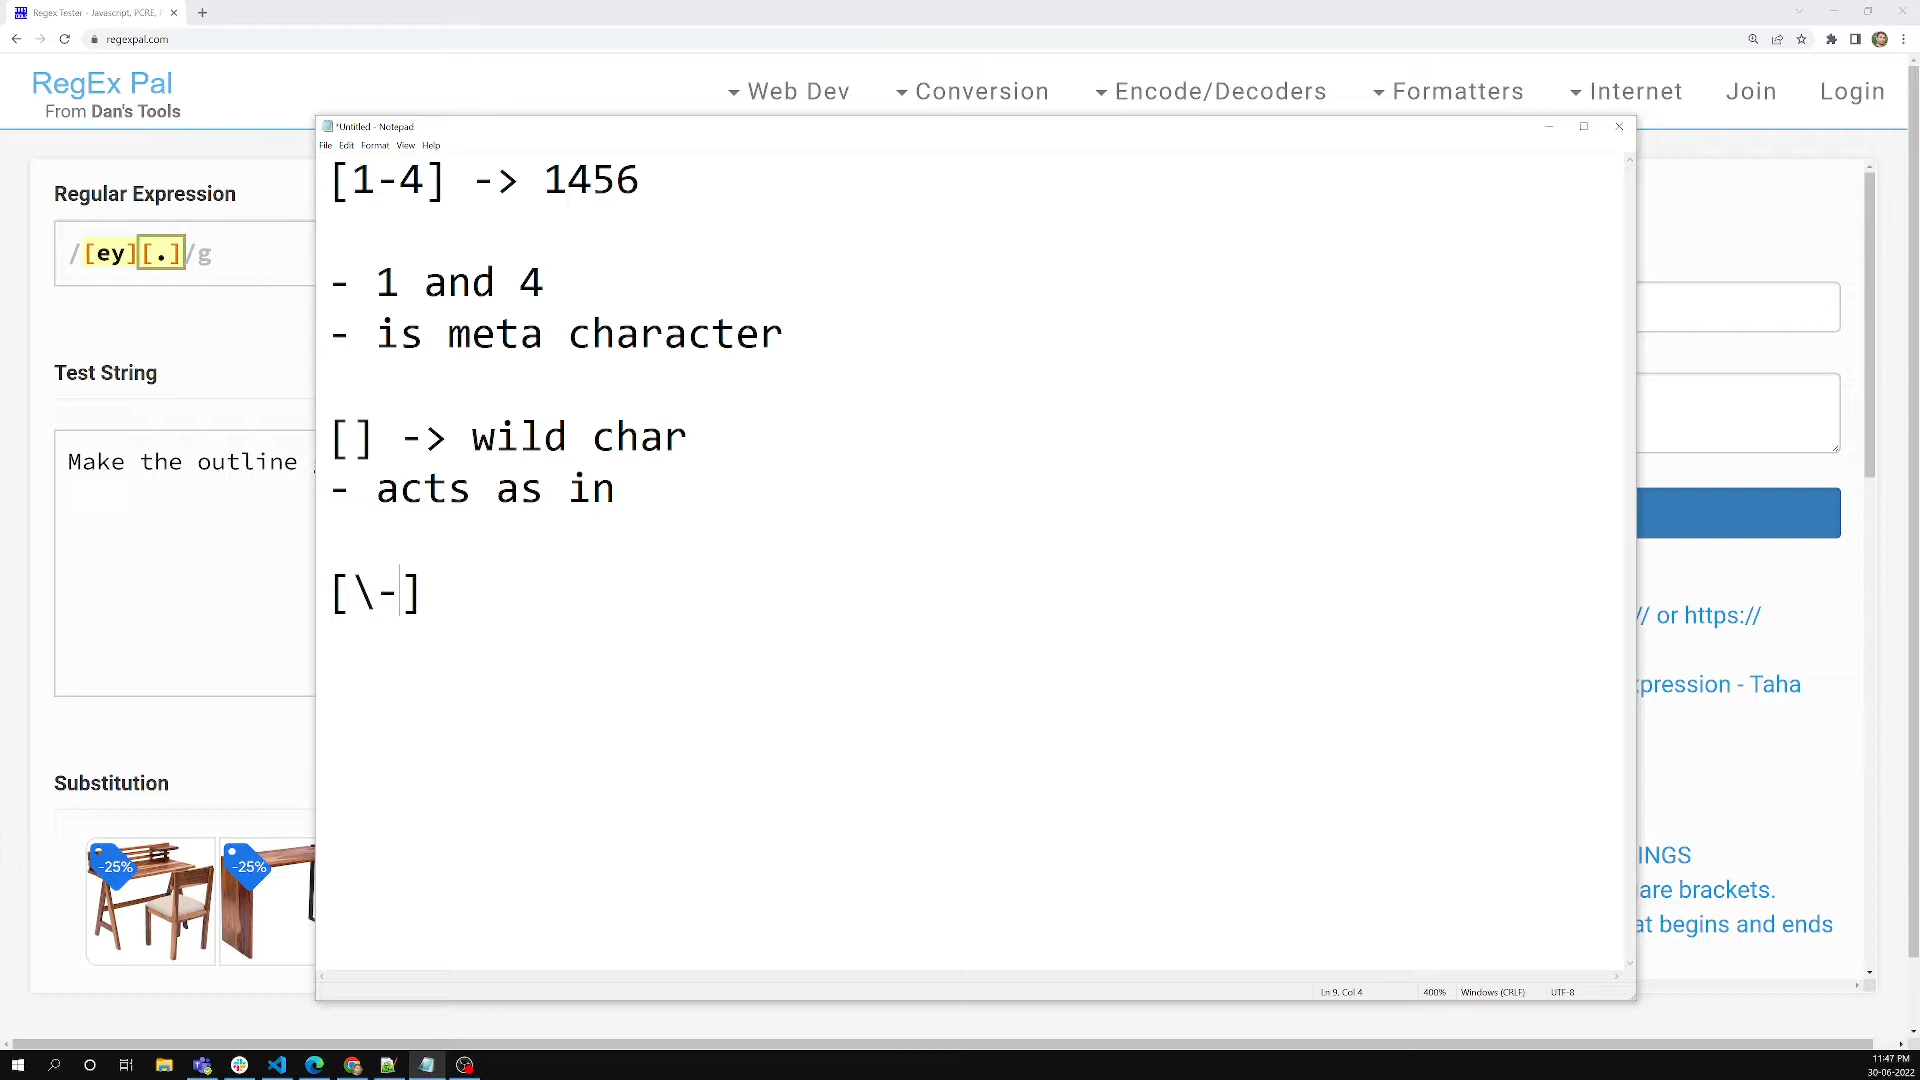 Regex Tester - Javascript, PCRE,
regexpal.com
RegEx Pal
From Dan's Tools
Web Dev
Conversion
Encode/Decoders
Formatters
Internet
Join
Login
*Untitled - Notepad
File Edit Format View Help
[1-4] -> 1456
- 1 and 4
- is meta character
[] -> wild char
- acts as in
[\-]
Regular Expression
/[ey][.]/g
Test String
Make the outline
Substitution
-25%
-25%
// or https://
pression - Taha
INGS
are brackets.
at begins and ends
Ln 9, Col 4
400%
Windows (CRLF)
UTF-8
11:47 PM
30-06-2022